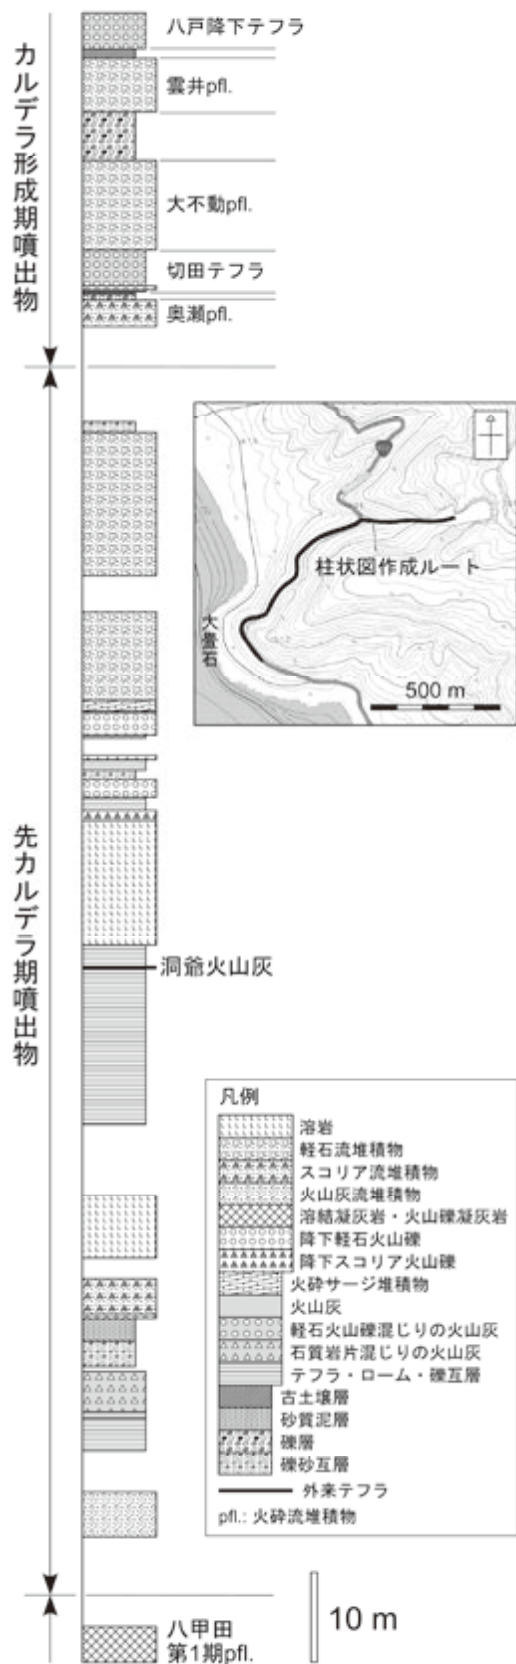 カルデラ形成期噴出物
八戸降下テフラ
雲井pfl.
大不動pfl.
切田テフラ
奥瀬pfl.
柱状図作成ルート
大畳石
500 m
先カルデラ期噴出物
洞爺火山灰
凡例
溶岩
軽石流堆積物
スコリア流堆積物
火山灰流堆積物
溶結凝灰岩・火山礫凝灰岩
降下軽石火山礫
降下スコリア火山礫
火砕サージ堆積物
火山灰
軽石火山礫混じりの火山灰
石質岩片混じりの火山灰
テフラ・ローム・礫互層
古土壌層
砂質泥層
礫層
礫砂互層
外来テフラ
pfl.: 火砕流堆積物
10 m
八甲田
第1期pfl.